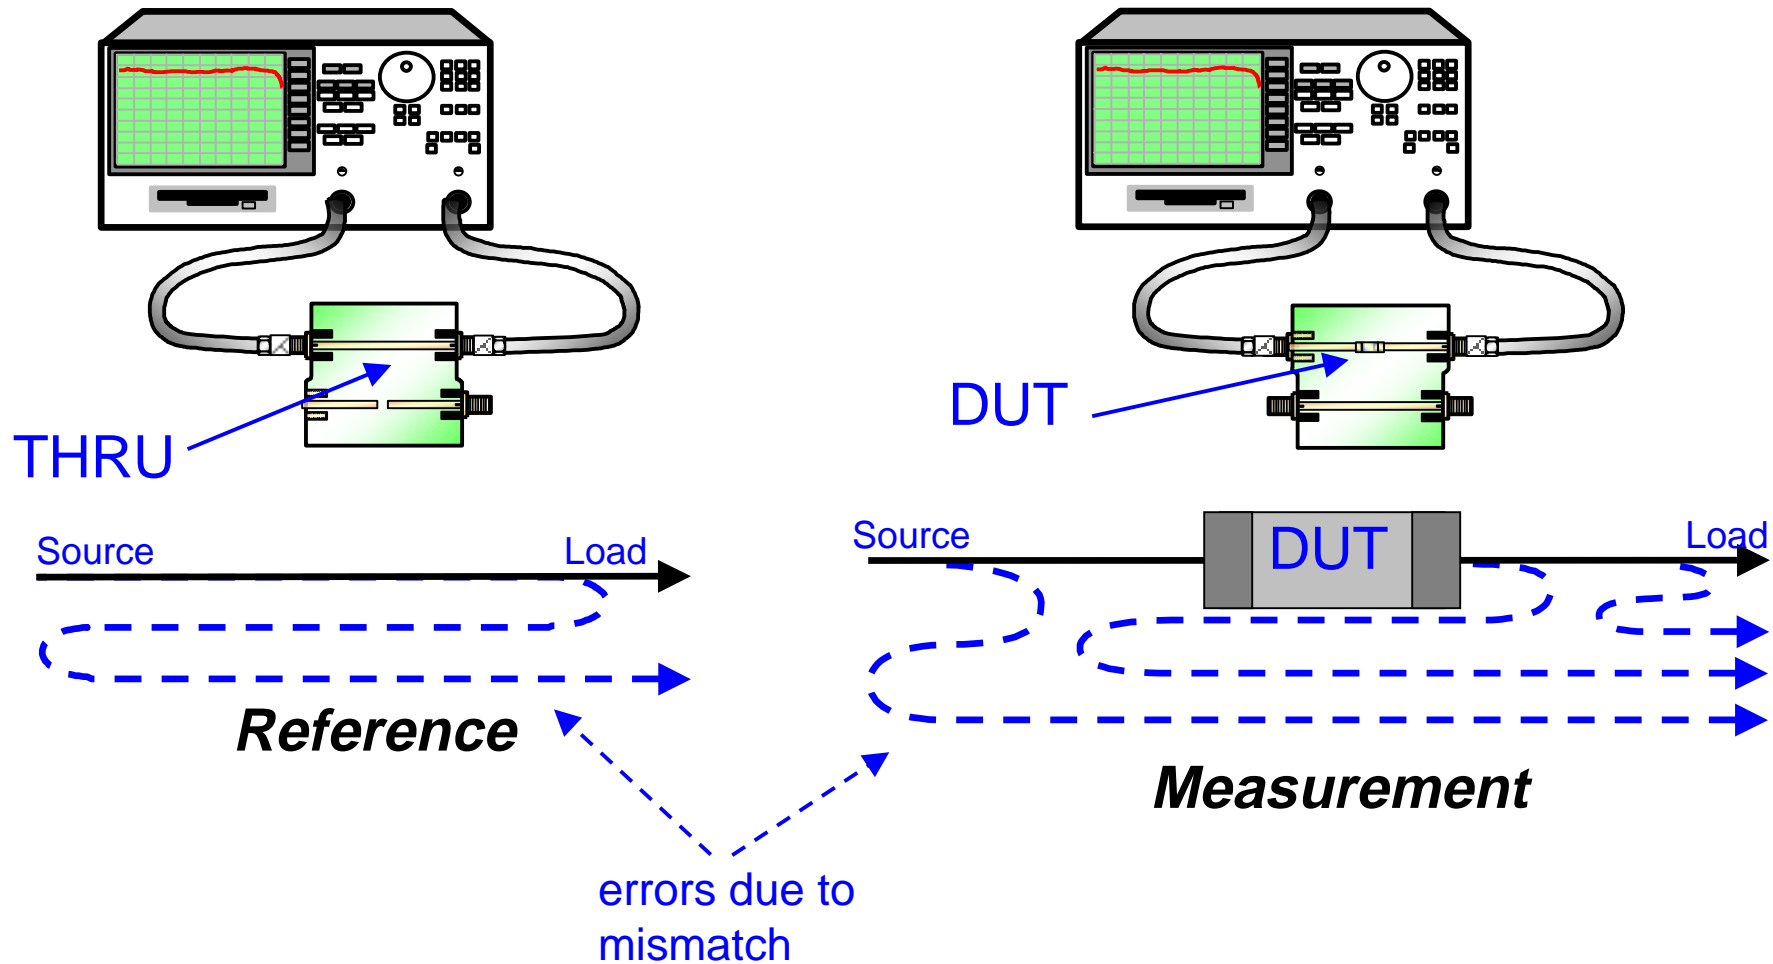 THRU
DUT
Source
Load
Source
DUT
Load
Reference
Measurement
errors due to
mismatch